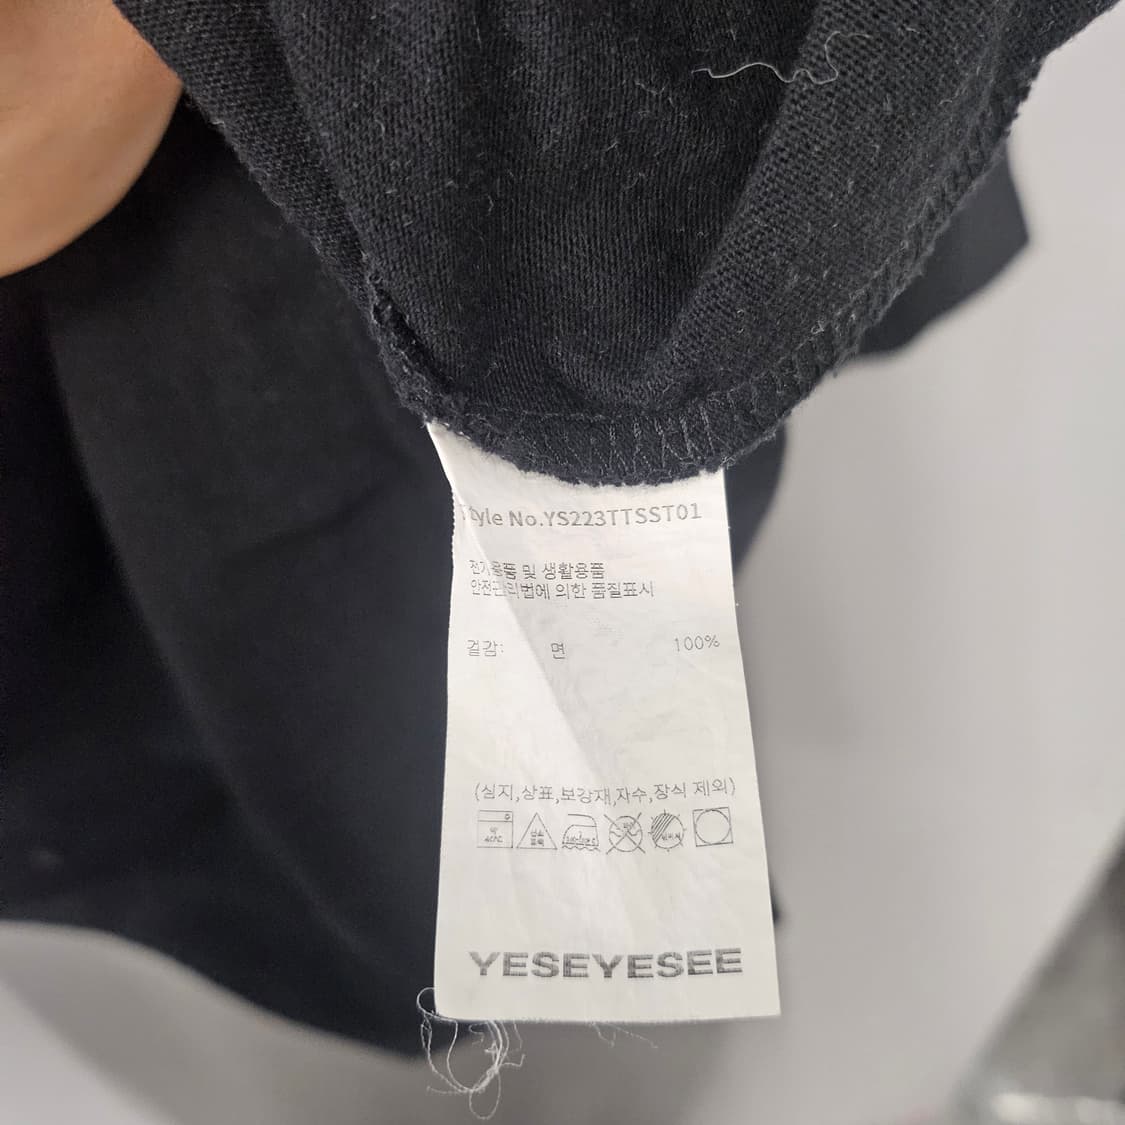 Style No.YS223TTSST01
전기용품 및 생활용품
안전관리법에 의한 품질표시
겉감: 면 100%
(심지,상표,보강재,자수,장식 제외)
YESEYESEE